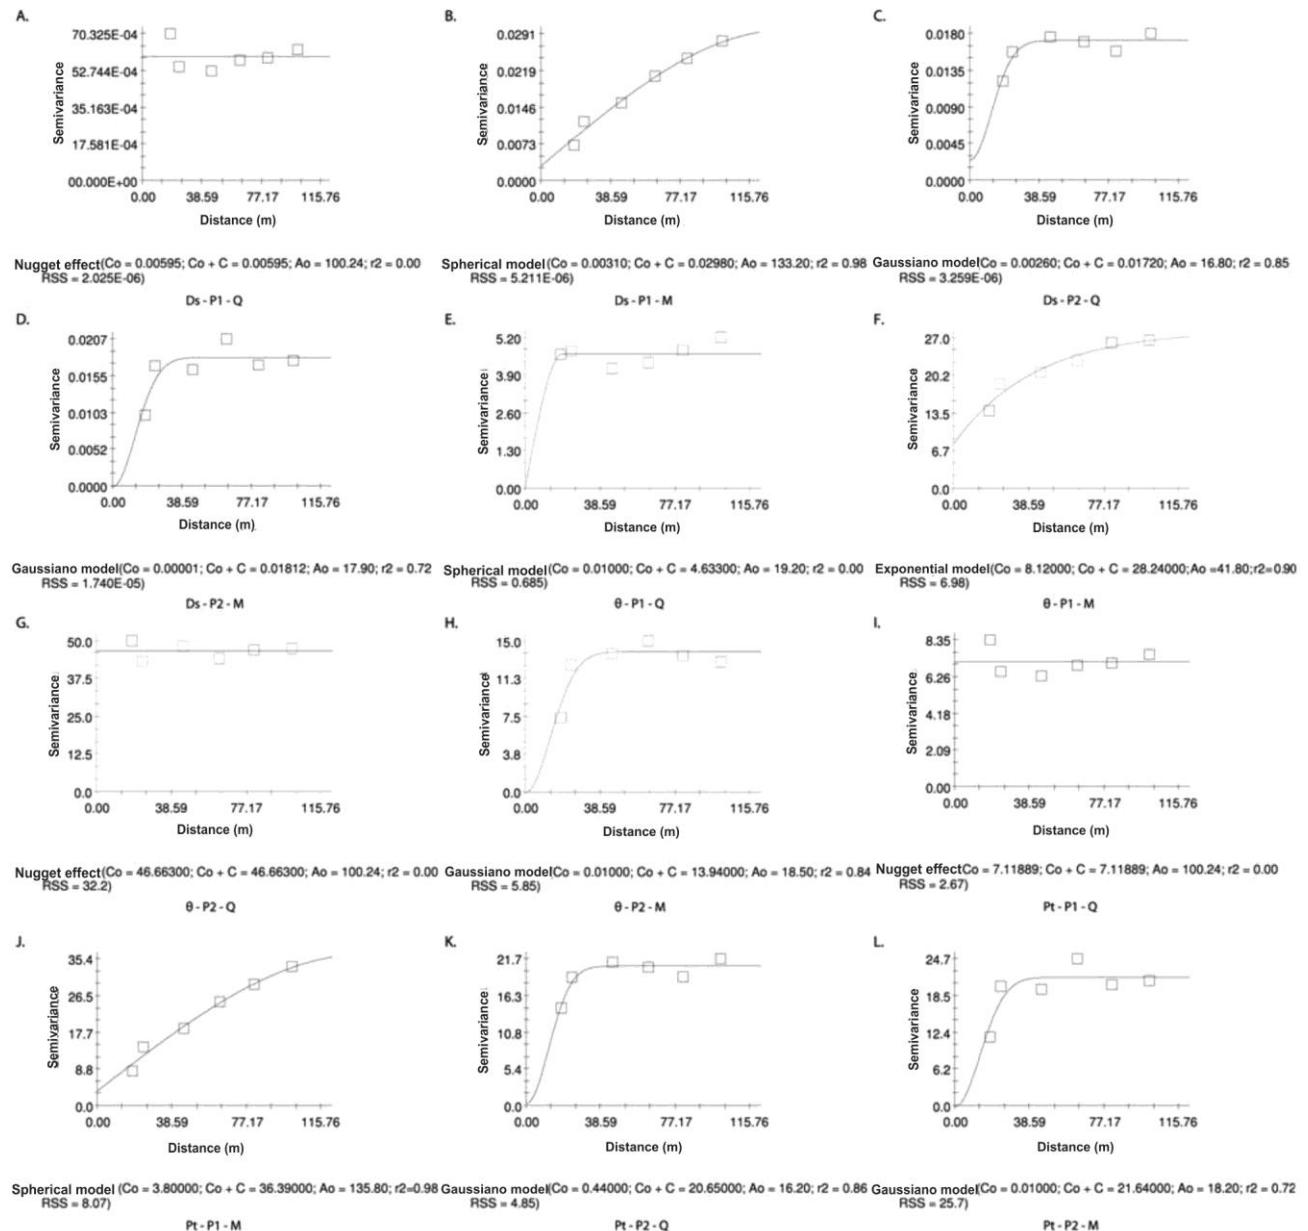 A.
Semivariance
70.325E-04
52.744E-04
35.163E-04
17.581E-04
00.000E+00
0.00 38.59 77.17 115.76
Distance (m)
Nugget effect(Co = 0.00595; Co + C = 0.00595; Ao = 100.24; r2 = 0.00
RSS = 2.025E-06)
Ds - P1 - Q
B.
Semivariance
0.0291
0.0219
0.0146
0.0073
0.0000
0.00 38.59 77.17 115.76
Distance (m)
Spherical model(Co = 0.00310; Co + C = 0.02980; Ao = 133.20; r2 = 0.98
RSS = 5.211E-06)
Ds - P1 - M
C.
Semivariance
0.0180
0.0135
0.0090
0.0045
0.0000
0.00 38.59 77.17 115.76
Distance (m)
Gaussiano model(Co = 0.00260; Co + C = 0.01720; Ao = 16.80; r2 = 0.85
RSS = 3.259E-06)
Ds - P2 - Q
D.
Semivariance
0.0207
0.0155
0.0103
0.0052
0.0000
0.00 38.59 77.17 115.76
Distance (m)
Gaussiano model(Co = 0.00001; Co + C = 0.01812; Ao = 17.90; r2 = 0.72
RSS = 1.740E-05)
Ds - P2 - M
E.
Semivariance
5.20
3.90
2.60
1.30
0.00
0.00 38.59 77.17 115.76
Distance (m)
Spherical model(Co = 0.01000; Co + C = 4.63300; Ao = 19.20; r2 = 0.00
RSS = 0.685)
θ - P1 - Q
F.
Semivariance
27.0
20.2
13.5
6.7
0.0
0.00 38.59 77.17 115.76
Distance (m)
Exponential model(Co = 8.12000; Co + C = 28.24000;Ao =41.80;r2=0.90
RSS = 6.98)
θ - P1 - M
G.
Semivariance
50.0
37.5
25.0
12.5
0.0
0.00 38.59 77.17 115.76
Distance (m)
Nugget effect(Co = 46.66300; Co + C = 46.66300; Ao = 100.24; r2 = 0.00
RSS = 32.2)
θ - P2 - Q
H.
Semivariance
15.0
11.3
7.5
3.8
0.0
0.00 38.59 77.17 115.76
Distance (m)
Gaussiano model(Co = 0.01000; Co + C = 13.94000; Ao = 18.50; r2 = 0.84
RSS = 5.85)
θ - P2 - M
I.
Semivariance
8.35
6.26
4.18
2.09
0.00
0.00 38.59 77.17 115.76
Distance (m)
Nugget effect(Co = 7.11889; Co + C = 7.11889; Ao = 100.24; r2 = 0.00
RSS = 2.67)
Pt - P1 - Q
J.
Semivariance
35.4
26.5
17.7
8.8
0.0
0.00 38.59 77.17 115.76
Distance (m)
Spherical model (Co = 3.80000; Co + C = 36.39000; Ao = 135.80; r2=0.98
RSS = 8.07)
Pt - P1 - M
K.
Semivariance
21.7
16.3
10.8
5.4
0.0
0.00 38.59 77.17 115.76
Distance (m)
Gaussiano model(Co = 0.44000; Co + C = 20.65000; Ao = 16.20; r2 = 0.86
RSS = 4.85)
Pt - P2 - Q
L.
Semivariance
24.7
18.5
12.4
6.2
0.0
0.00 38.59 77.17 115.76
Distance (m)
Gaussiano model(Co = 0.01000; Co + C = 21.64000; Ao = 18.20; r2 = 0.72
RSS = 25.7)
Pt - P2 - M